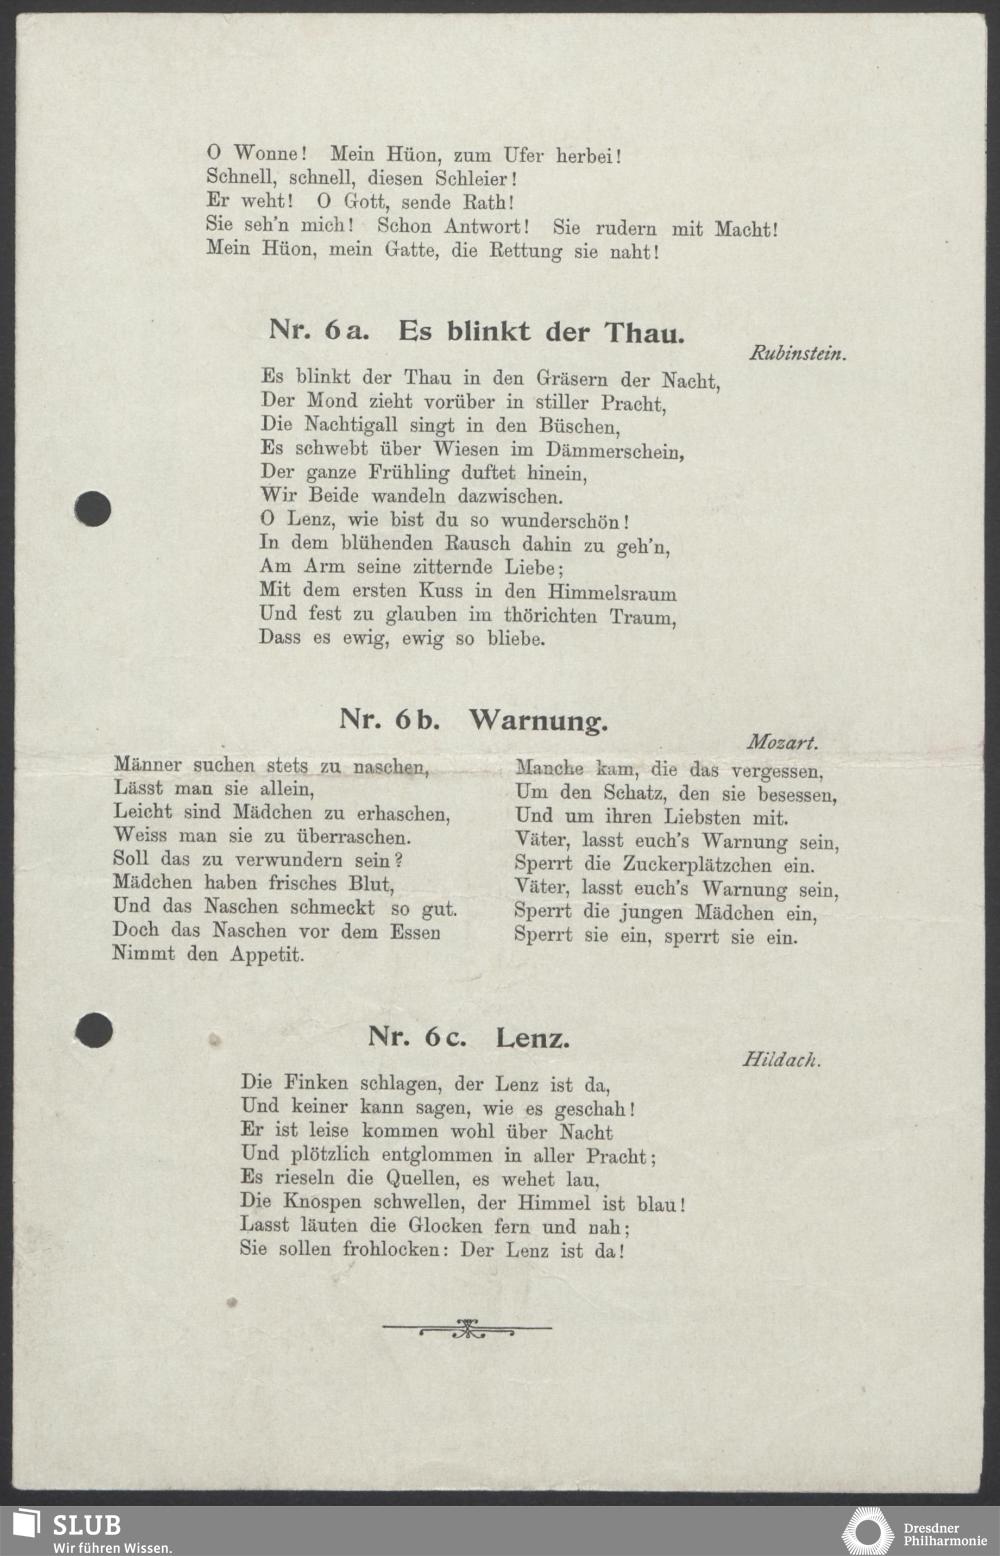 O Wonne! Mein Hüon, zum Ufer herbei!
Schnell, schnell, diesen Schleier!
Er weht! O Gott, sende Rath!
Sie seh'n mich! Schon Antwort! Sie rudern mit Macht!
Mein Hüon, mein Gatte, die Rettung sie naht!
Nr. 6a. Es blinkt der Thau.
Rubinstein.
Es blinkt der Thau in den Gräsern der Nacht,
Der Mond zieht vorüber in stiller Pracht,
Die Nachtigall singt in den Büschen,
Es schwebt über Wiesen im Dämmerschein,
Der ganze Frühling duftet hinein,
Wir Beide wandeln dazwischen.
O Lenz, wie bist du so wunderschön!
In dem blühenden Rausch dahin zu geh'n,
Am Arm seine zitternde Liebe;
Mit dem ersten Kuss in den Himmelsraum
Und fest zu glauben im thörichten Traum,
Dass es ewig, ewig so bliebe.
Nr. 6b. Warnung.
Mozart.
Männer suchen stets zu naschen,
Lässt man sie allein,
Leicht sind Mädchen zu erhaschen,
Weiss man sie zu überraschen.
Soll das zu verwundern sein?
Mädchen haben frisches Blut,
Und das Naschen schmeckt so gut.
Doch das Naschen vor dem Essen
Nimmt den Appetit.
Manche kam, die das vergessen,
Um den Schatz, den sie besessen,
Und um ihren Liebsten mit.
Väter, lasst euch's Warnung sein,
Sperrt die Zuckerplätzchen ein.
Väter, lasst euch's Warnung sein,
Sperrt die jungen Mädchen ein,
Sperrt sie ein, sperrt sie ein.
Nr. 6c. Lenz.
Hildach.
Die Finken schlagen, der Lenz ist da,
Und keiner kann sagen, wie es geschah!
Er ist leise kommen wohl über Nacht
Und plötzlich entglommen in aller Pracht;
Es rieseln die Quellen, es wehet lau,
Die Knospen schwellen, der Himmel ist blau!
Lasst läuten die Glocken fern und nah;
Sie sollen frohlocken: Der Lenz ist da!
SLUB
Wir führen Wissen.
Dresdner
Philharmonie